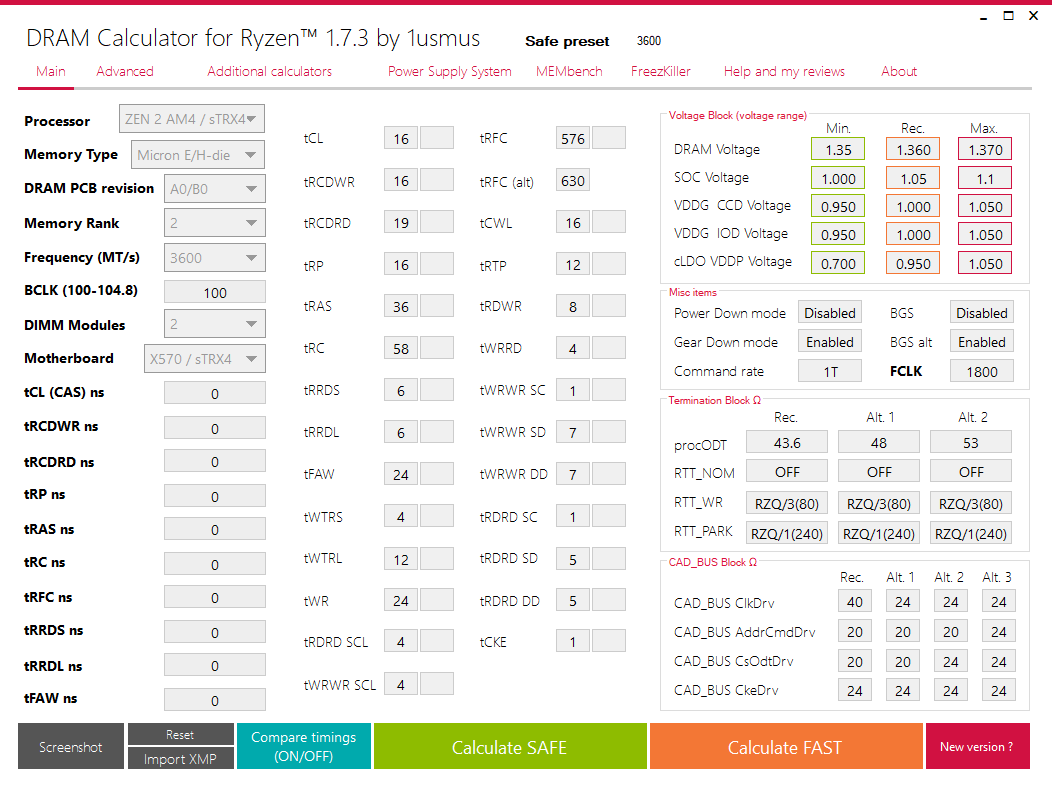 DRAM Calculator for Ryzen™ 1.7.3 by 1usmus Safe preset 3600
Main Advanced Additional calculators Power Supply System MEMbench FreezKiller Help and my reviews About
Processor ZEN 2 AM4 / sTRX4
Memory Type Micron E/H-die
DRAM PCB revision A0/B0
Memory Rank 2
Frequency (MT/s) 3600
BCLK (100-104.8) 100
DIMM Modules 2
Motherboard X570 / sTRX4
tCL (CAS) ns 0
tRCDWR ns 0
tRCDRD ns 0
tRP ns 0
tRAS ns 0
tRC ns 0
tRFC ns 0
tRRDS ns 0
tRRDL ns 0
tFAW ns 0
tCL 16
tRCDWR 16
tRCDRD 19
tRP 16
tRAS 36
tRC 58
tRRDS 6
tRRDL 6
tFAW 24
tWTRS 4
tWTRL 12
tWR 24
tRDRD SCL 4
tWRWR SCL 4
tRFC 576
tRFC (alt) 630
tCWL 16
tRTP 12
tRDWR 8
tWRRD 4
tWRWR SC 1
tWRWR SD 7
tWRWR DD 7
tRDRD SC 1
tRDRD SD 5
tRDRD DD 5
tCKE 1
Voltage Block (voltage range)
Min. Rec. Max.
DRAM Voltage 1.35 1.360 1.370
SOC Voltage 1.000 1.05 1.1
VDDG CCD Voltage 0.950 1.000 1.050
VDDG IOD Voltage 0.950 1.000 1.050
cLDO VDDP Voltage 0.700 0.950 1.050
Misc items
Power Down mode Disabled BGS Disabled
Gear Down mode Enabled BGS alt Enabled
Command rate 1T FCLK 1800
Termination Block Ω
Rec. Alt. 1 Alt. 2
procODT 43.6 48 53
RTT_NOM OFF OFF OFF
RTT_WR RZQ/3(80) RZQ/3(80) RZQ/3(80)
RTT_PARK RZQ/1(240) RZQ/1(240) RZQ/1(240)
CAD_BUS Block Ω
Rec. Alt. 1 Alt. 2 Alt. 3
CAD_BUS ClkDrv 40 24 24 24
CAD_BUS AddrCmdDrv 20 20 20 24
CAD_BUS CsOdtDrv 20 20 24 24
CAD_BUS CkeDrv 24 24 24 24
Screenshot
Reset
Import XMP
Compare timings
(ON/OFF)
Calculate SAFE
Calculate FAST
New version ?